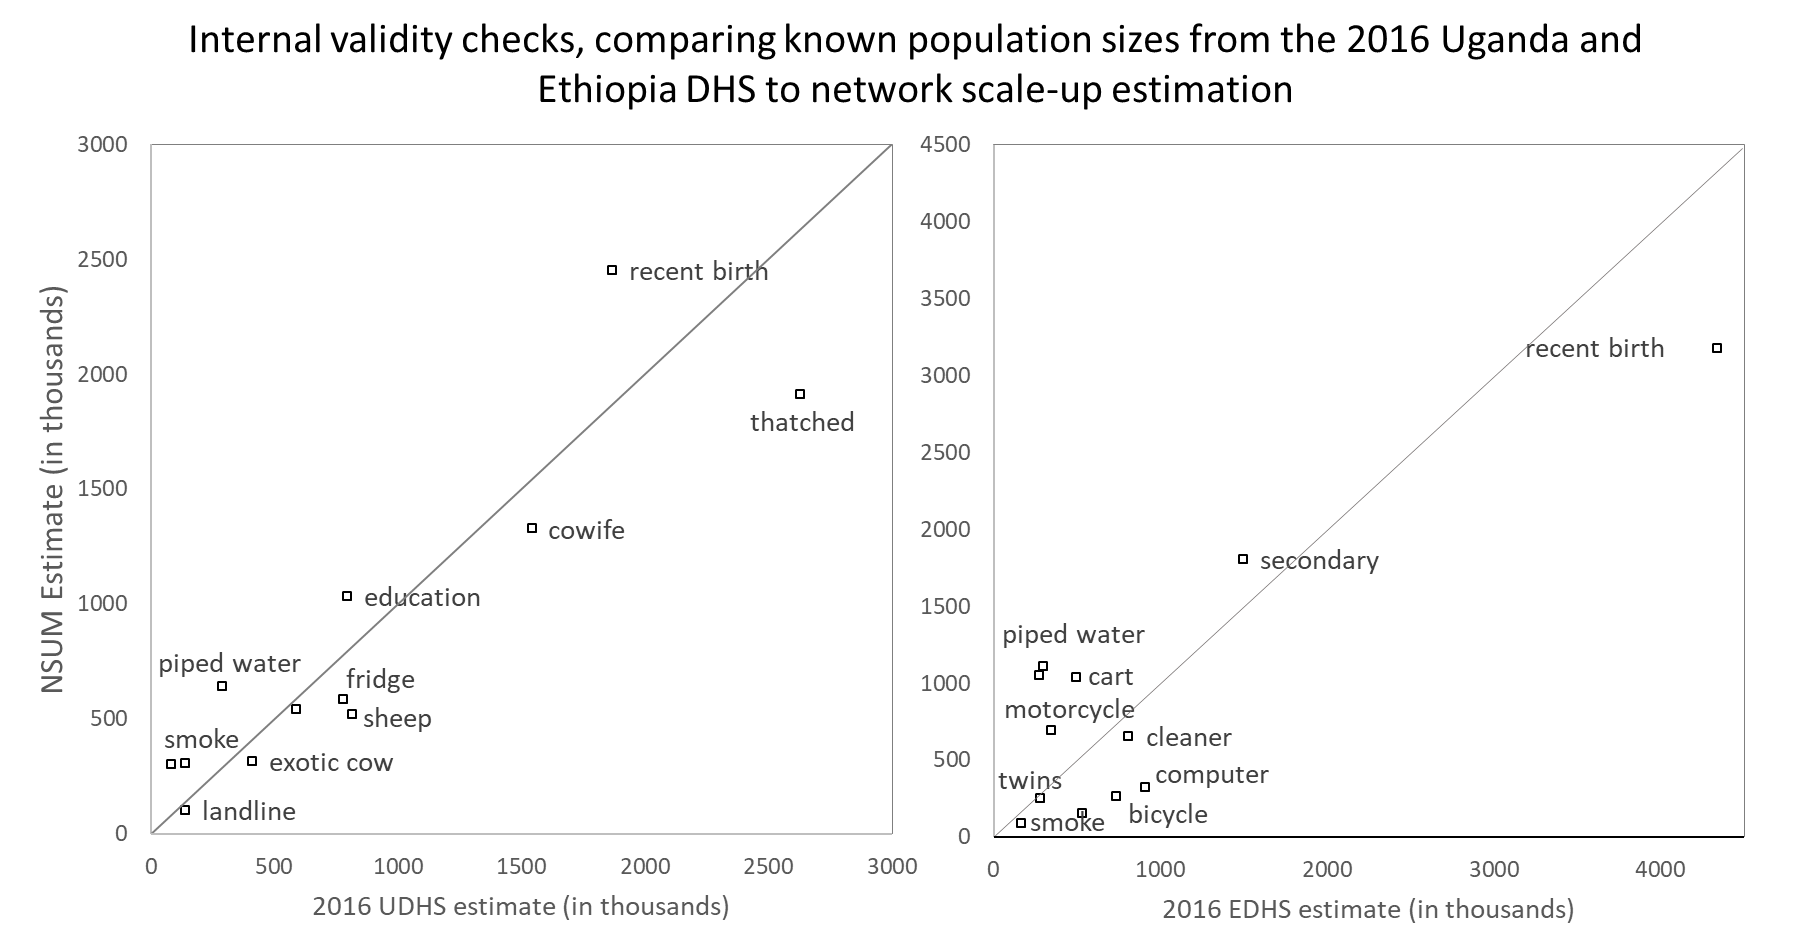 Internal validity checks, comparing known population sizes from the 2016 Uganda and
Ethiopia DHS to network scale-up estimation
NSUM Estimate (in thousands)
3000
2500
2000
1500
1000
500
0
recent birth
thatched
cowife
education
piped water
fridge
sheep
smoke
exotic cow
landline
0 500 1000 1500 2000 2500 3000
2016 UDHS estimate (in thousands)
4500
4000
3500
3000
2500
2000
1500
1000
500
0
recent birth
secondary
piped water
cart
motorcycle
cleaner
computer
twins
bicycle
smoke
0 1000 2000 3000 4000
2016 EDHS estimate (in thousands)